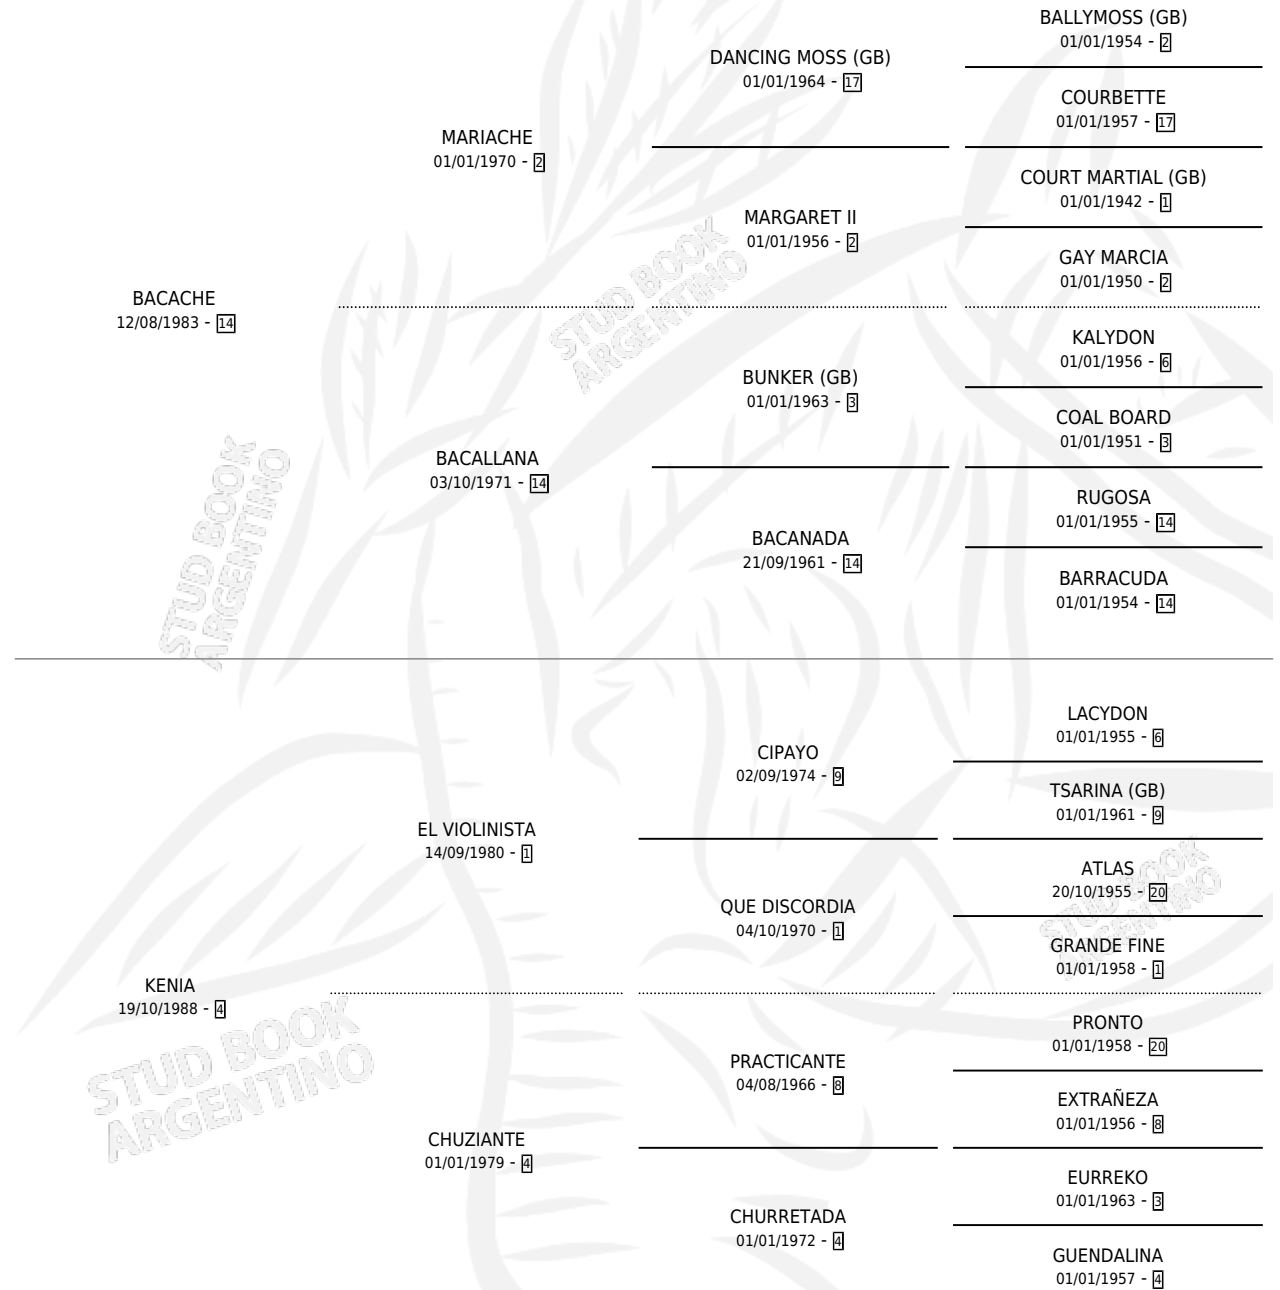 BALLYMOSS (GB)
01/01/1954 - 2
DANCING MOSS (GB)
01/01/1964 - 17
COURBETTE
01/01/1957 - 17
MARIACHE
01/01/1970 - 2
COURT MARTIAL (GB)
01/01/1942 - 1
MARGARET II
01/01/1956 - 2
GAY MARCIA
01/01/1950 - 2
BACACHE
12/08/1983 - 14
KALYDON
01/01/1956 - 6
BUNKER (GB)
01/01/1963 - 3
COAL BOARD
01/01/1951 - 3
BACALLANA
03/10/1971 - 14
RUGOSA
01/01/1955 - 14
BACANADA
21/09/1961 - 14
BARRACUDA
01/01/1954 - 14
LACYDON
01/01/1955 - 6
CIPAYO
02/09/1974 - 9
TSARINA (GB)
01/01/1961 - 9
EL VIOLINISTA
14/09/1980 - 1
ATLAS
20/10/1955 - 20
QUE DISCORDIA
04/10/1970 - 1
GRANDE FINE
01/01/1958 - 1
KENIA
19/10/1988 - 4
PRONTO
01/01/1958 - 20
PRACTICANTE
04/08/1966 - 8
EXTRAÑEZA
01/01/1956 - 8
CHUZIANTE
01/01/1979 - 4
EURREKO
01/01/1963 - 3
CHURRETADA
01/01/1972 - 4
GUENDALINA
01/01/1957 - 4
STUD BOOK
ARGENTINO
STUD BOOK
ARGENTINO
STUD BOOK
ARGENTINO
STUD BOOK
ARGENTINO